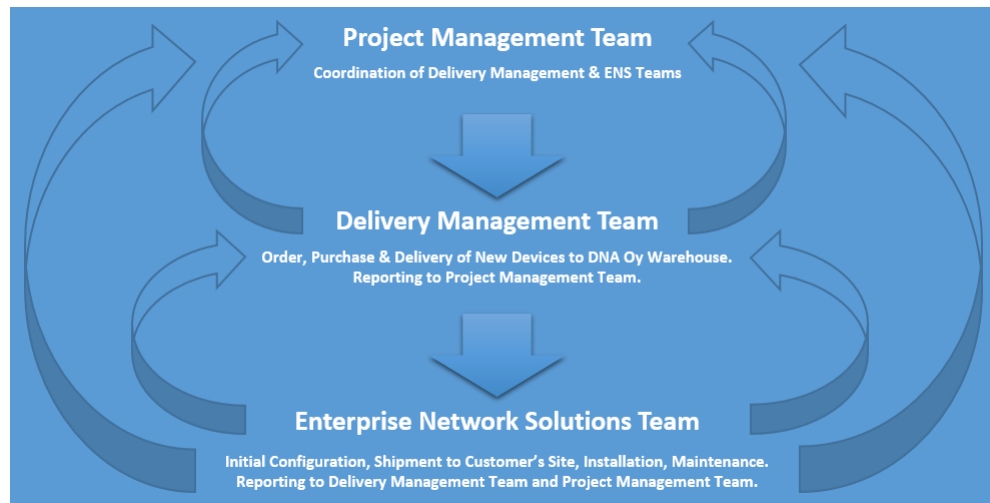 Project Management Team
Coordination of Delivery Management & ENS Teams
Delivery Management Team
Order, Purchase & Delivery of New Devices to DNA Oy Warehouse.
Reporting to Project Management Team.
Enterprise Network Solutions Team
Initial Configuration, Shipment to Customer’s Site, Installation, Maintenance.
Reporting to Delivery Management Team and Project Management Team.